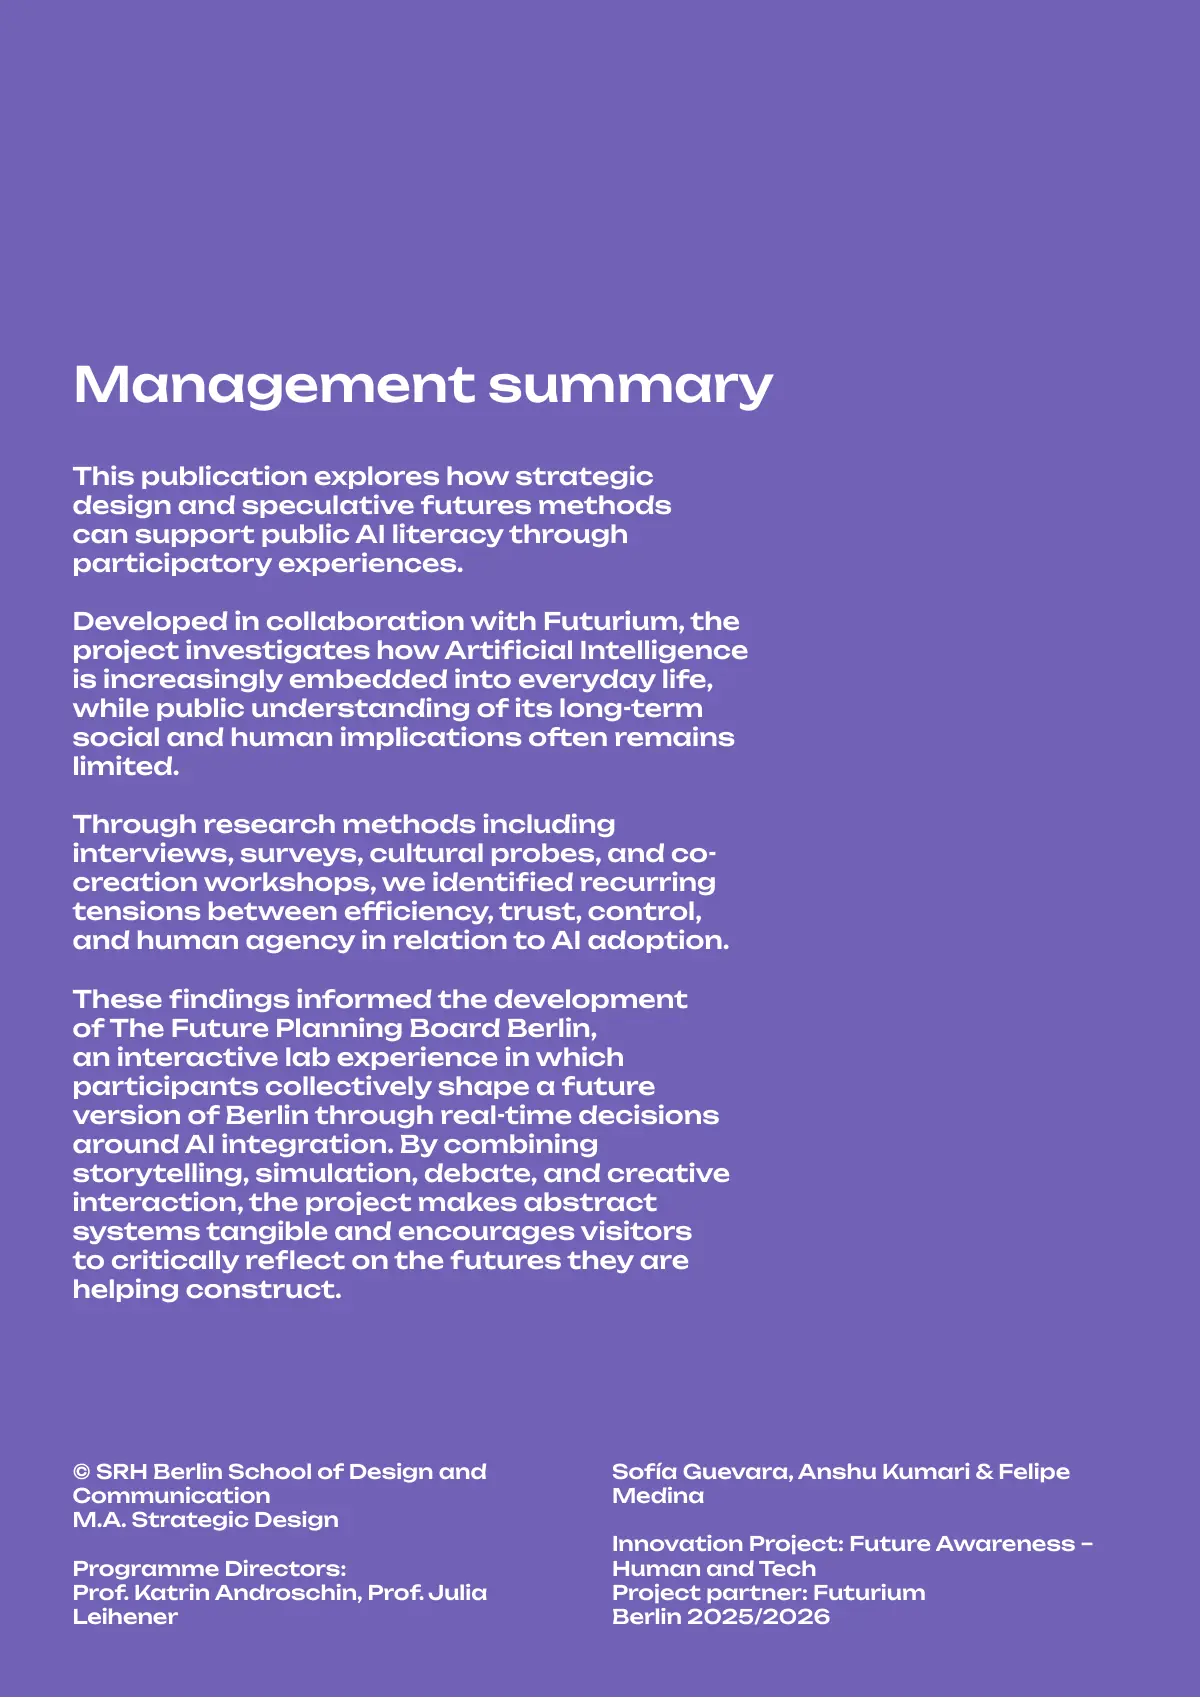 Management summary
This publication explores how strategic
design and speculative futures methods
can support public AI literacy through
participatory experiences.
Developed in collaboration with Futurium, the
project investigates how Artificial Intelligence
is increasingly embedded into everyday life,
while public understanding of its long-term
social and human implications often remains
limited.
Through research methods including
interviews, surveys, cultural probes, and co-
creation workshops, we identified recurring
tensions between efficiency, trust, control,
and human agency in relation to AI adoption.
These findings informed the development
of The Future Planning Board Berlin,
an interactive lab experience in which
participants collectively shape a future
version of Berlin through real-time decisions
around AI integration. By combining
storytelling, simulation, debate, and creative
interaction, the project makes abstract
systems tangible and encourages visitors
to critically reflect on the futures they are
helping construct.
© SRH Berlin School of Design and
Communication
M.A. Strategic Design
Programme Directors:
Prof. Katrin Androschin, Prof. Julia
Leihener
Sofía Guevara, Anshu Kumari & Felipe
Medina
Innovation Project: Future Awareness –
Human and Tech
Project partner: Futurium
Berlin 2025/2026